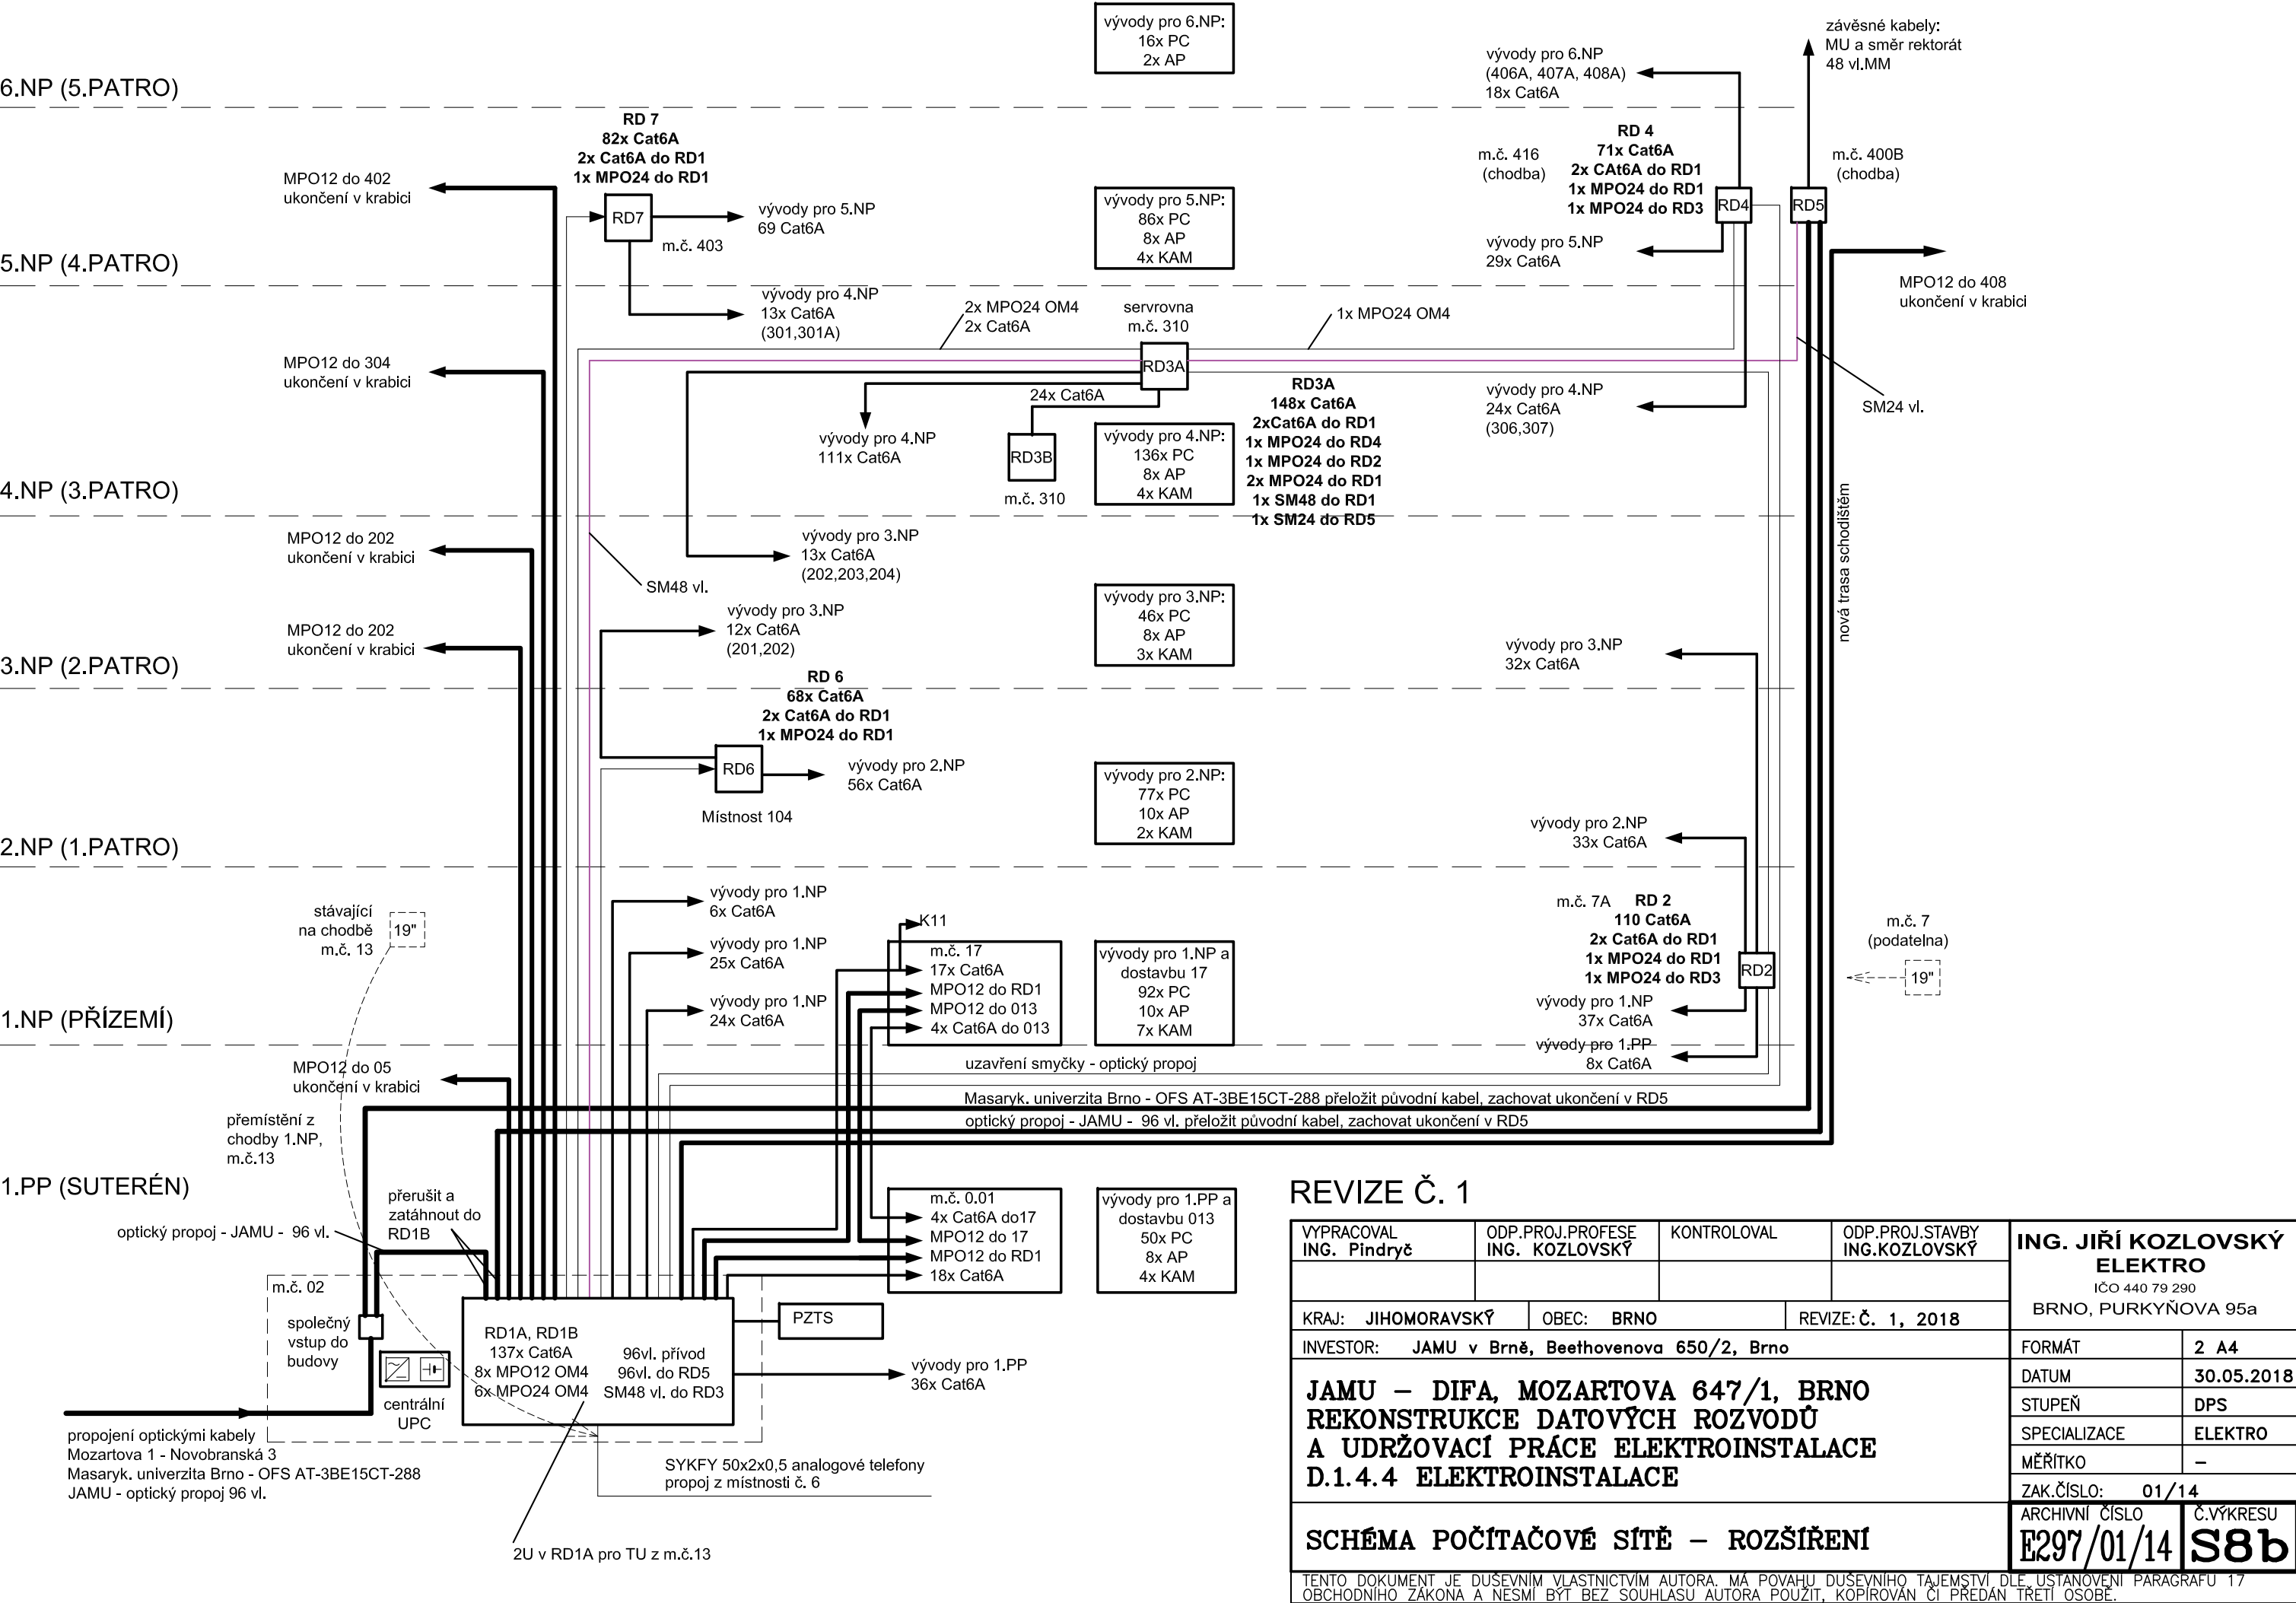 vývody pro 6.NP:
16x PC
2x AP
závěsné kabely:
MU a směr rektorát
48 vl.MM
vývody pro 6.NP
(406A, 407A, 408A)
18x Cat6A
6.NP (5.PATRO)
RD 7
82x Cat6A
2x Cat6A do RD1
1x MPO24 do RD1
MPO12 do 402
ukončení v krabici
RD7
vývody pro 5.NP
69 Cat6A
m.č. 403
vývody pro 5.NP:
86x PC
8x AP
4x KAM
m.č. 416
(chodba)
RD 4
71x Cat6A
2x CAt6A do RD1
1x MPO24 do RD1
1x MPO24 do RD3
RD4
m.č. 400B
(chodba)
RD5
vývody pro 5.NP
29x Cat6A
5.NP (4.PATRO)
MPO12 do 408
ukončení v krabici
vývody pro 4.NP
13x Cat6A
(301,301A)
2x MPO24 OM4
2x Cat6A
servrovna
m.č. 310
1x MPO24 OM4
MPO12 do 304
ukončení v krabici
RD3A
24x Cat6A
RD3A
148x Cat6A
2xCat6A do RD1
1x MPO24 do RD4
1x MPO24 do RD2
2x MPO24 do RD1
1x SM48 do RD1
1x SM24 do RD5
vývody pro 4.NP
24x Cat6A
(306,307)
SM24 vl.
vývody pro 4.NP
111x Cat6A
RD3B
m.č. 310
vývody pro 4.NP:
136x PC
8x AP
4x KAM
4.NP (3.PATRO)
nová trasa schodištěm
MPO12 do 202
ukončení v krabici
vývody pro 3.NP
13x Cat6A
(202,203,204)
SM48 vl.
vývody pro 3.NP
12x Cat6A
(201,202)
vývody pro 3.NP:
46x PC
8x AP
3x KAM
MPO12 do 202
ukončení v krabici
vývody pro 3.NP
32x Cat6A
3.NP (2.PATRO)
RD 6
68x Cat6A
2x Cat6A do RD1
1x MPO24 do RD1
RD6
vývody pro 2.NP
56x Cat6A
Místnost 104
vývody pro 2.NP:
77x PC
10x AP
2x KAM
vývody pro 2.NP
33x Cat6A
2.NP (1.PATRO)
stávající
na chodbě
m.č. 13
19"
vývody pro 1.NP
6x Cat6A
vývody pro 1.NP
25x Cat6A
vývody pro 1.NP
24x Cat6A
K11
m.č. 17
17x Cat6A
MPO12 do RD1
MPO12 do 013
4x Cat6A do 013
vývody pro 1.NP a
dostavbu 17
92x PC
10x AP
7x KAM
m.č. 7A
RD 2
110 Cat6A
2x Cat6A do RD1
1x MPO24 do RD1
1x MPO24 do RD3
RD2
m.č. 7
(podatelna)
19"
vývody pro 1.NP
37x Cat6A
vývody pro 1.PP
8x Cat6A
1.NP (PŘÍZEMÍ)
MPO12 do 05
ukončení v krabici
uzavření smyčky - optický propoj
Masaryk. univerzita Brno - OFS AT-3BE15CT-288 přeložit původní kabel, zachovat ukončení v RD5
optický propoj - JAMU - 96 vl. přeložit původní kabel, zachovat ukončení v RD5
přemístění z
chodby 1.NP,
m.č.13
1.PP (SUTERÉN)
přerušit a
zatáhnout do
RD1B
optický propoj - JAMU - 96 vl.
m.č. 0.01
4x Cat6A do17
MPO12 do 17
MPO12 do RD1
18x Cat6A
vývody pro 1.PP a
dostavbu 013
50x PC
8x AP
4x KAM
m.č. 02
společný
vstup do
budovy
centrální
UPC
RD1A, RD1B
137x Cat6A
8x MPO12 OM4
6x MPO24 OM4
96vl. přívod
96vl. do RD5
SM48 vl. do RD3
PZTS
vývody pro 1.PP
36x Cat6A
propojení optickými kabely
Mozartova 1 - Novobranská 3
Masaryk. univerzita Brno - OFS AT-3BE15CT-288
JAMU - optický propoj 96 vl.
SYKFY 50x2x0,5 analogové telefony
propoj z místnosti č. 6
2U v RD1A pro TU z m.č.13
REVIZE Č. 1
VYPRACOVAL
ING. Pindryč
ODP.PROJ.PROFESE
ING. KOZLOVSKÝ
KONTROLOVAL
ODP.PROJ.STAVBY
ING.KOZLOVSKÝ
ING. JIŘÍ KOZLOVSKÝ
ELEKTRO
IČO 440 79 290
BRNO, PURKYŇOVA 95a
KRAJ: JIHOMORAVSKÝ
OBEC: BRNO
REVIZE: Č. 1, 2018
INVESTOR: JAMU v Brně, Beethovenova 650/2, Brno
FORMÁT 2 A4
DATUM 30.05.2018
STUPEŇ DPS
SPECIALIZACE ELEKTRO
MĚŘÍTKO –
ZAK.ČÍSLO: 01/14
JAMU – DIFA, MOZARTOVA 647/1, BRNO
REKONSTRUKCE DATOVÝCH ROZVODŮ
A UDRŽOVACÍ PRÁCE ELEKTROINSTALACE
D.1.4.4 ELEKTROINSTALACE
SCHÉMA POČÍTAČOVÉ SÍTĚ – ROZŠÍŘENÍ
ARCHIVNÍ ČÍSLO
E297/01/14
Č.VÝKRESU
S8b
TENTO DOKUMENT JE DUŠEVNÍM VLASTNICTVÍM AUTORA. MÁ POVAHU DUŠEVNÍHO TAJEMSTVÍ DLE USTANOVENÍ PARAGRAFU 17
OBCHODNÍHO ZÁKONA A NESMÍ BÝT BEZ SOUHLASU AUTORA POUŽIT, KOPÍROVÁN ČI PŘEDÁN TŘETÍ OSOBĚ.